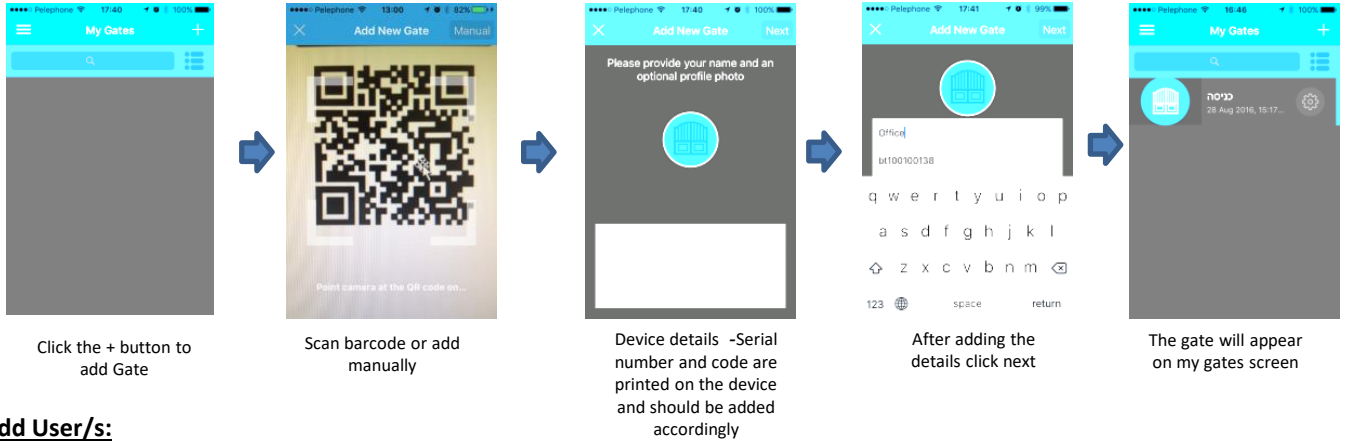 Pelephone 17:40 100%
My Gates +
Click the + button to
add Gate
Pelephone 13:00 82%
Add New Gate Manual
Point camera at the QR code on...
Scan barcode or add
manually
Pelephone 17:40 100%
Add New Gate Next
Please provide your name and an
optional profile photo
Device details -Serial
number and code are
printed on the device
and should be added
accordingly
Pelephone 17:41 99%
Add New Gate Next
Office
bt100100138
q w e r t y u i o p
a s d f g h j k l
z x c v b n m
123 space return
After adding the
details click next
Pelephone 16:46 100%
My Gates +
כניסה
28 Aug 2016, 15:17...
The gate will appear
on my gates screen
dd User/s: